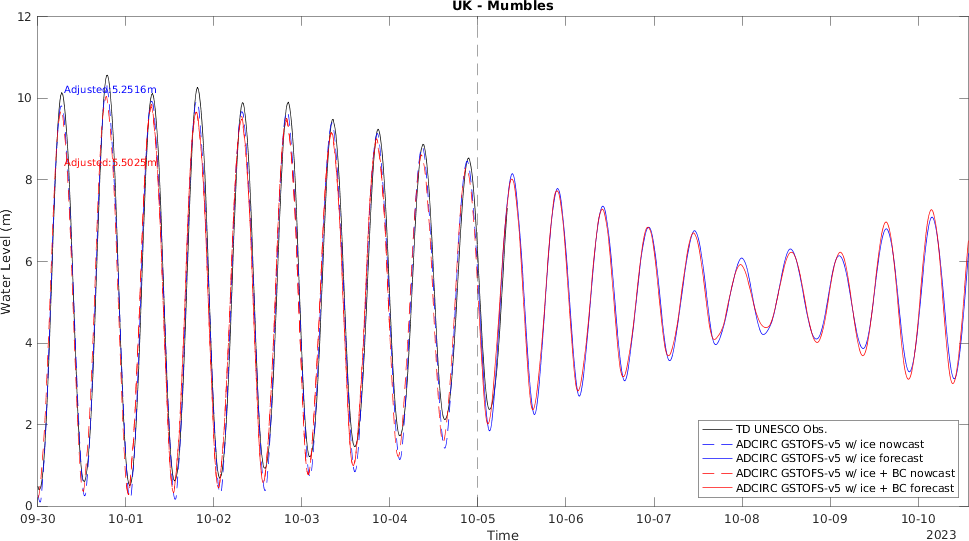 UK - Mumbles
12
10
8
6
4
2
0
Water Level (m)
Adjusted:5.2516m
Adjusted:5.5025m
TD UNESCO Obs.
ADCIRC GSTOFS-v5 w/ ice nowcast
ADCIRC GSTOFS-v5 w/ ice forecast
ADCIRC GSTOFS-v5 w/ ice + BC nowcast
ADCIRC GSTOFS-v5 w/ ice + BC forecast
09-30 10-01 10-02 10-03 10-04 10-05 10-06 10-07 10-08 10-09 10-10
Time
2023